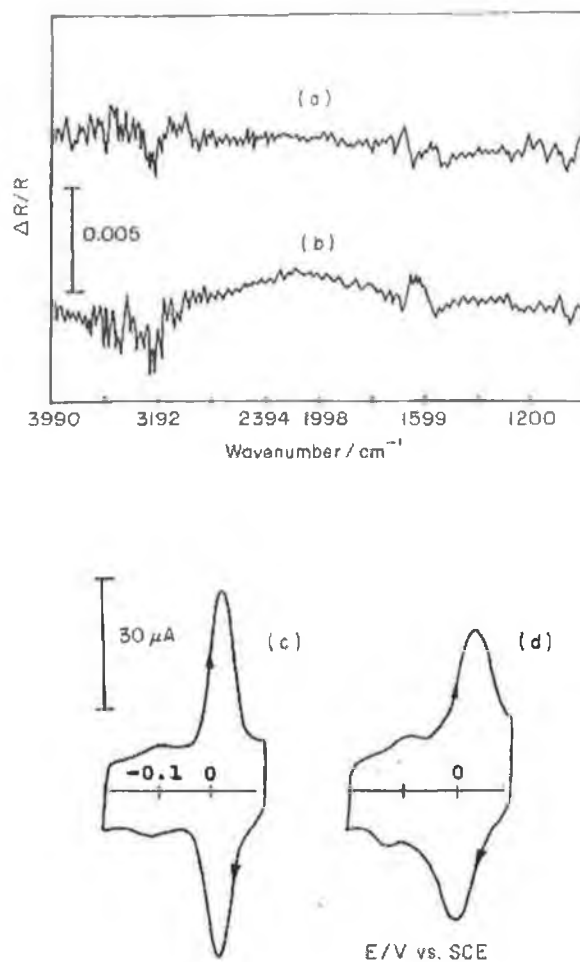 (a)
ΔR/R
0.005
(b)
3990 3192 2394 1998 1599 1200
Wavenumber / cm⁻¹
30 μA
(c)
(d)
-0.1 0
0
E/V vs. SCE